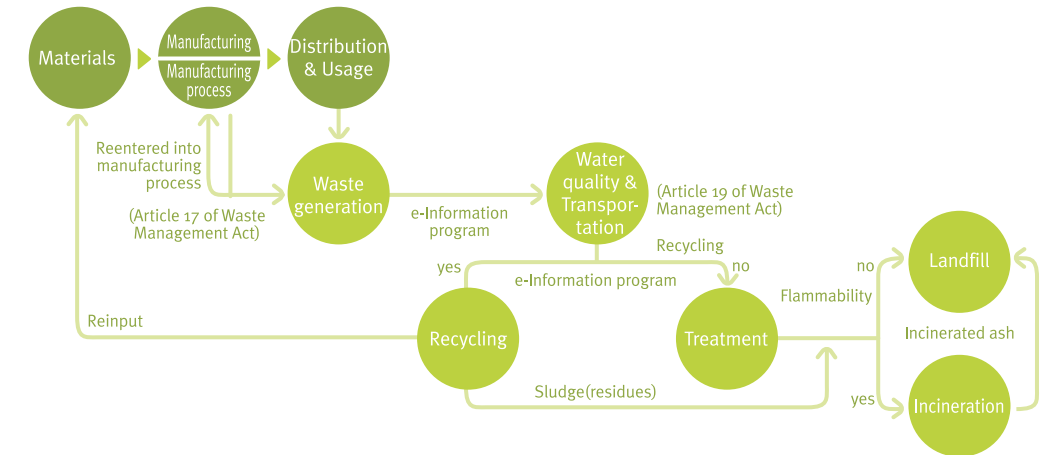 Materials
Manufacturing
Manufacturing
process
Distribution
& Usage
Reentered into
manufacturing
process
(Article 17 of Waste
Management Act)
Waste
generation
e-Information
program
Water
quality &
Transpor-
tation
(Article 19 of Waste
Management Act)
Recycling
yes
e-Information program
no
Reinput
Recycling
Treatment
Sludge(residues)
Flammability
no
yes
Landfill
Incinerated ash
Incineration